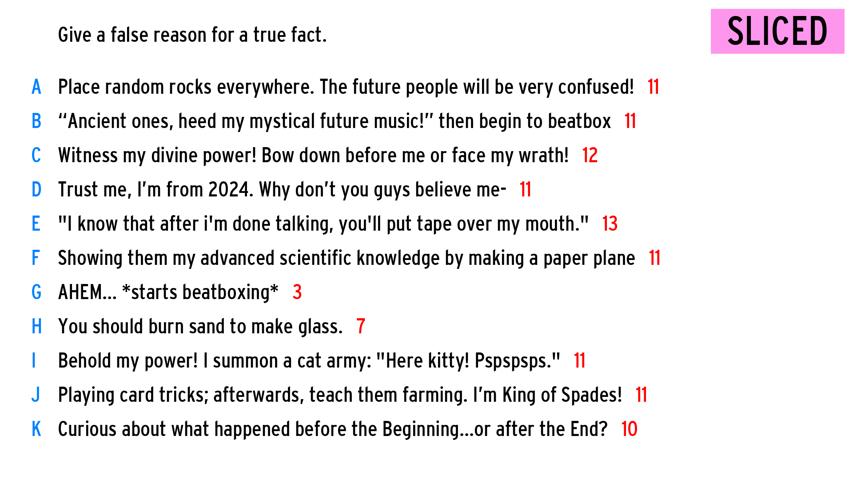 Give a false reason for a true fact.
SLICED
A Place random rocks everywhere. The future people will be very confused! 11
B “Ancient ones, heed my mystical future music!” then begin to beatbox 11
C Witness my divine power! Bow down before me or face my wrath! 12
D Trust me, I’m from 2024. Why don’t you guys believe me- 11
E "I know that after i'm done talking, you'll put tape over my mouth." 13
F Showing them my advanced scientific knowledge by making a paper plane 11
G AHEM... *starts beatboxing* 3
H You should burn sand to make glass. 7
I Behold my power! I summon a cat army: "Here kitty! Pspspsps." 11
J Playing card tricks; afterwards, teach them farming. I’m King of Spades! 11
K Curious about what happened before the Beginning...or after the End? 10